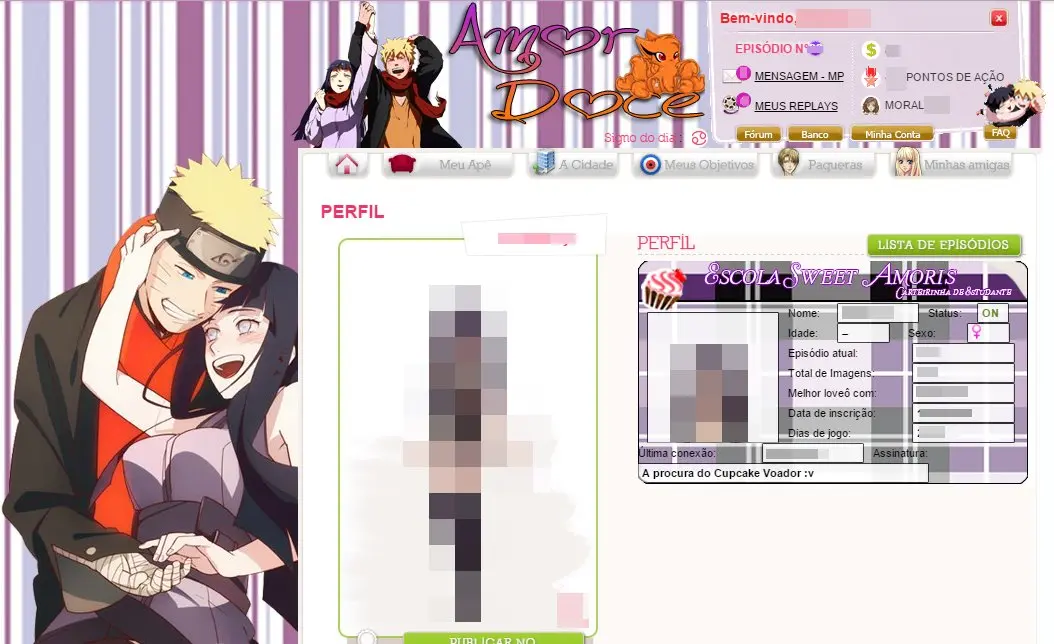 Amor Doce
Bem-vindo,
EPISÓDIO Nº
$
MENSAGEM - MP
PONTOS DE AÇÃO
MEUS REPLAYS
MORAL
Signo do dia :
Fórum
Banco
Minha Conta
FAQ
Meu Apê
A Cidade
Meus Objetivos
Paqueras
Minhas amigas
PERFIL
PERFIL
LISTA DE EPISÓDIOS
Escola Sweet Amoris
Carteirinha de Estudante
Nome:
Status: ON
Idade: –
Sexo: ♀
Episódio atual:
Total de Imagens:
Melhor loveô com:
Data de inscrição:
Dias de jogo:
Última conexão:
Assinatura:
A procura do Cupcake Voador :v
PUBLICAR NO